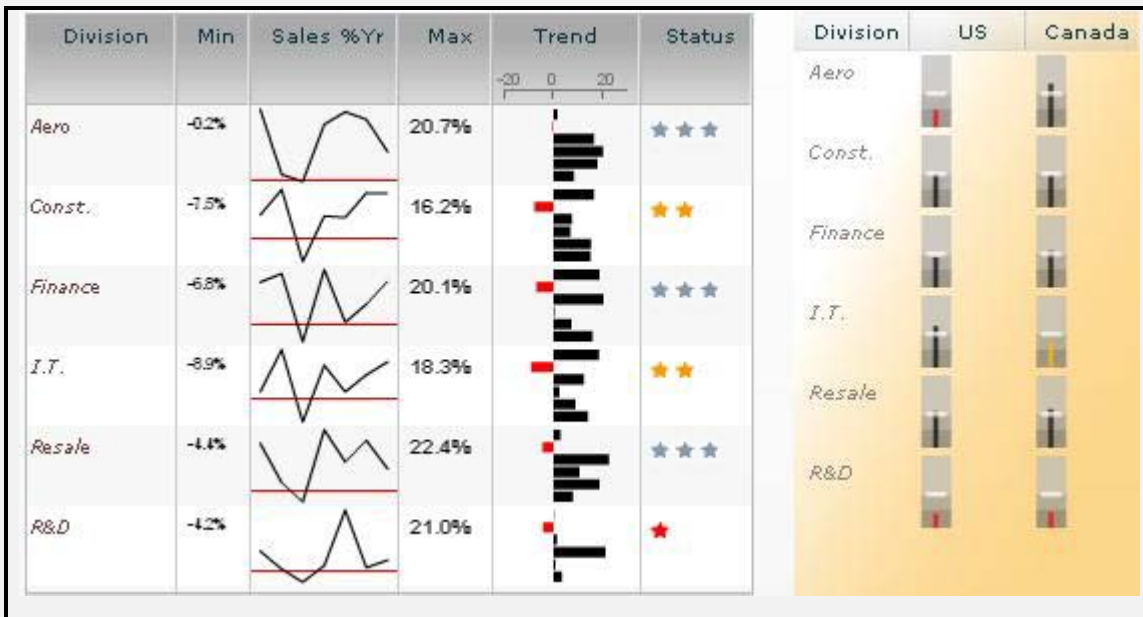 Division Min Sales %Yr Max Trend Status
-20 0 20
Aero -0.2% 20.7%
Const. -7.5% 16.2%
Finance -6.8% 20.1%
I.T. -8.9% 18.3%
Resale -4.4% 22.4%
R&D -4.2% 21.0%
Division US Canada
Aero
Const.
Finance
I.T.
Resale
R&D